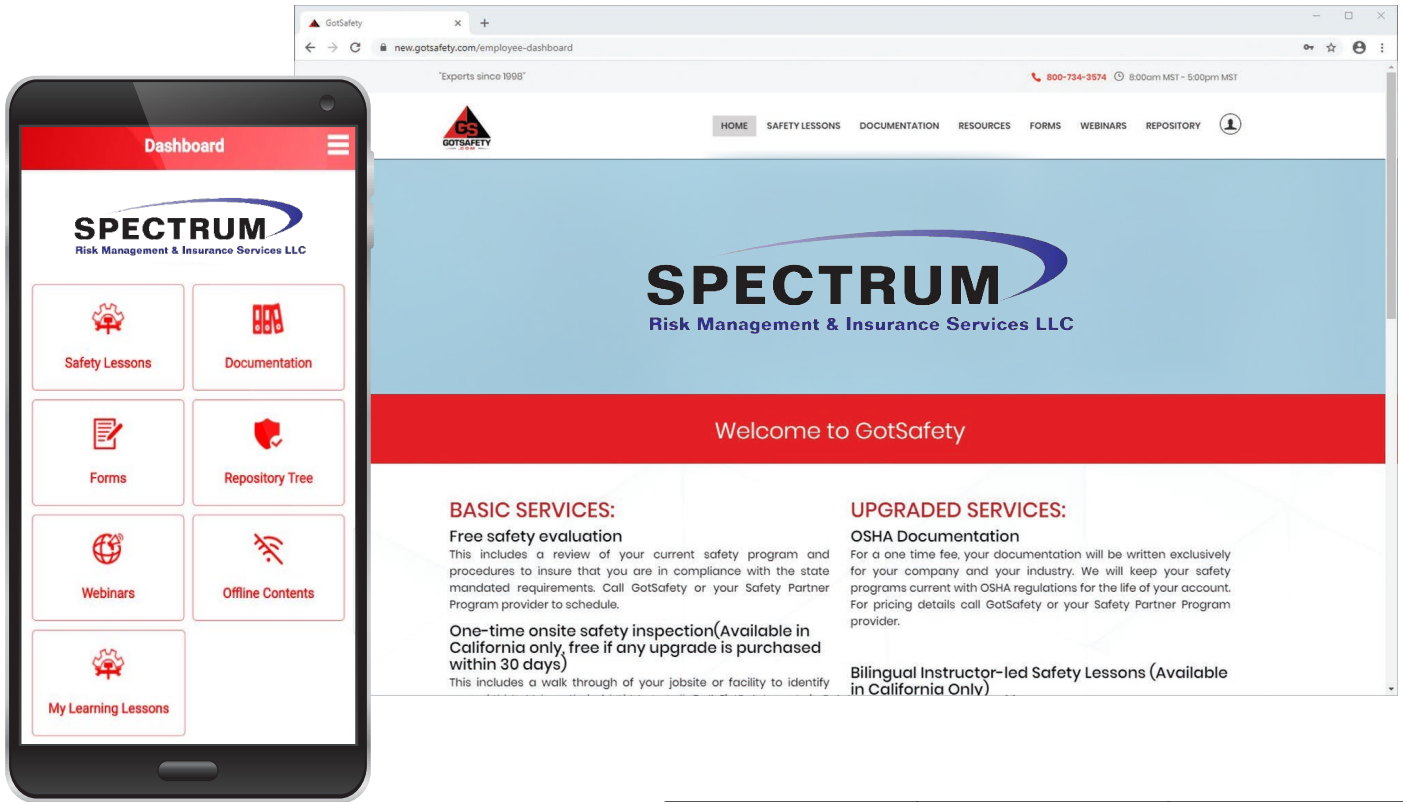 Dashboard
SPECTRUM
Risk Management & Insurance Services LLC
Safety Lessons
Documentation
Forms
Repository Tree
Webinars
Offline Contents
My Learning Lessons
GotSafety
new.gotsafety.com/employee-dashboard
"Experts since 1998"
800-734-3574 8:00am MST - 5:00pm MST
GS
GOTSAFETY
.COM
HOME SAFETY LESSONS DOCUMENTATION RESOURCES FORMS WEBINARS REPOSITORY
SPECTRUM
Risk Management & Insurance Services LLC
Welcome to GotSafety
BASIC SERVICES:
Free safety evaluation
This includes a review of your current safety program and
procedures to insure that you are in compliance with the state
mandated requirements. Call GotSafety or your Safety Partner
Program provider to schedule.
One-time onsite safety inspection(Available in
California only, free if any upgrade is purchased
within 30 days)
This includes a walk through of your jobsite or facility to identify
UPGRADED SERVICES:
OSHA Documentation
For a one time fee, your documentation will be written exclusively
for your company and your industry. We will keep your safety
programs current with OSHA regulations for the life of your account.
For pricing details call GotSafety or your Safety Partner Program
provider.
Bilingual Instructor-led Safety Lessons (Available
in California Only)